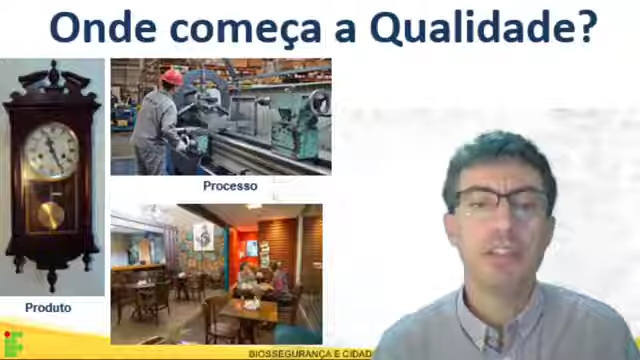 Onde começa a Qualidade?
Processo
Produto
BIOSSEGURANÇA E CIDAD